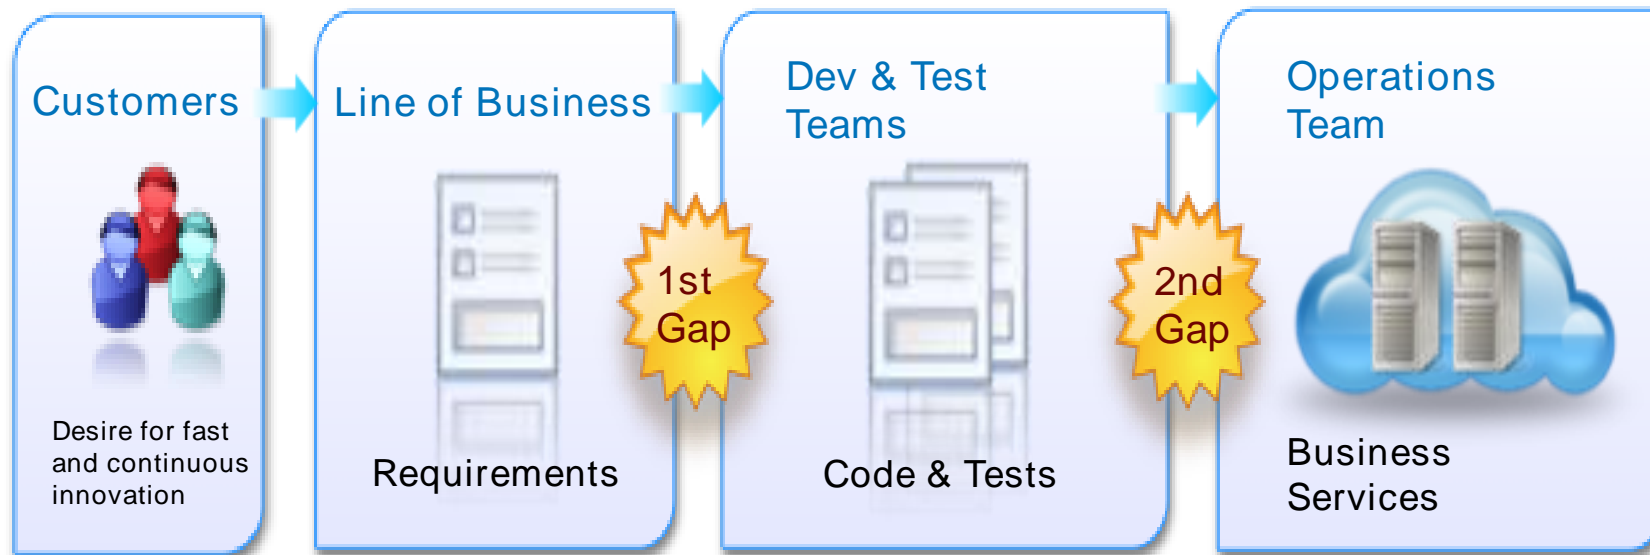 Customers
Desire for fast
and continuous
innovation
Line of Business
Requirements
1st
Gap
Dev & Test
Teams
Code & Tests
2nd
Gap
Operations
Team
Business
Services